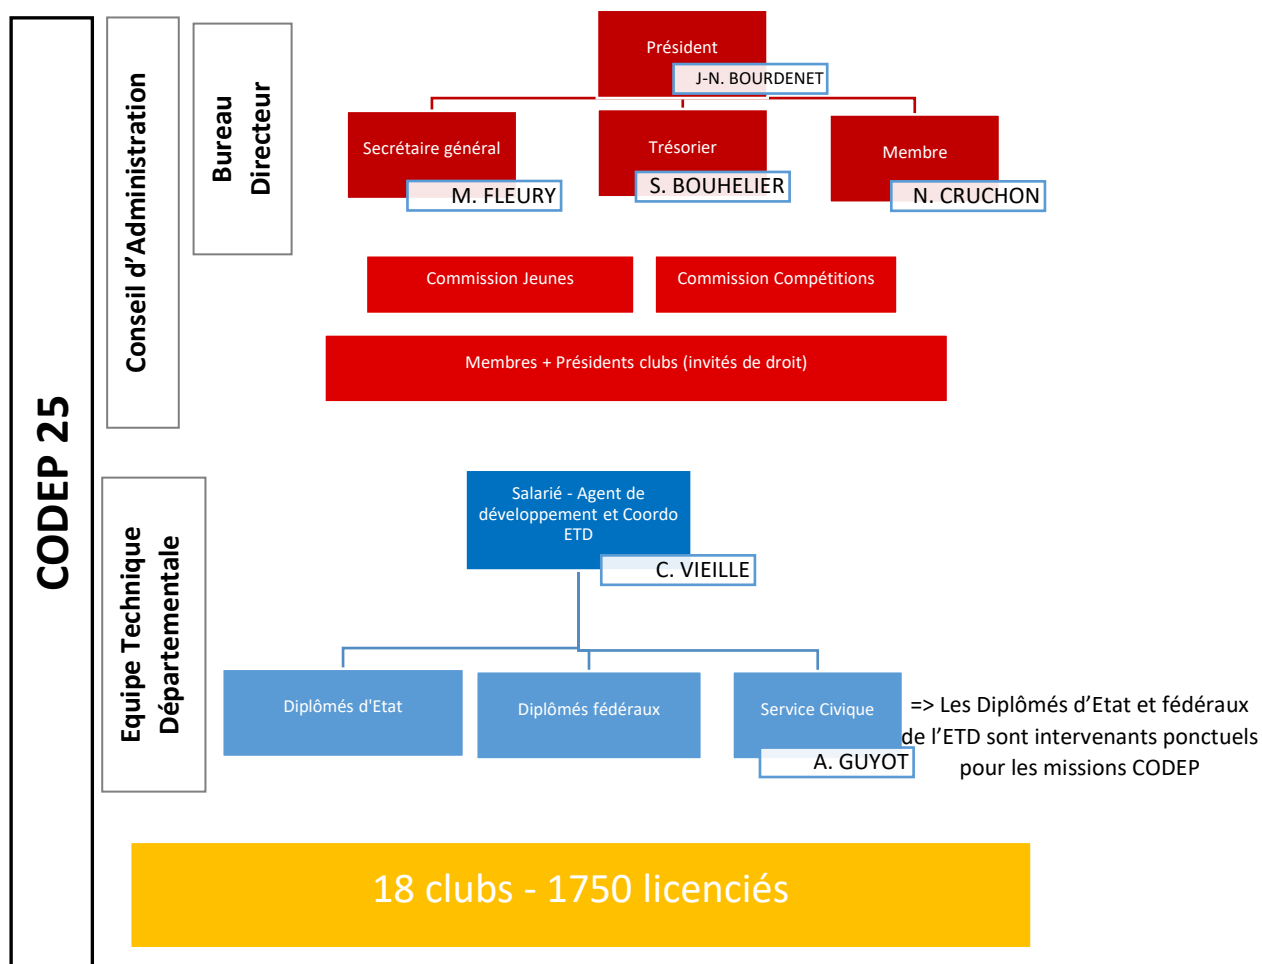 CODEP 25
Conseil d’Administration
Bureau
Directeur
Président
J-N. BOURDENET
Secrétaire général
M. FLEURY
Trésorier
S. BOUHELIER
Membre
N. CRUCHON
Commission Jeunes
Commission Compétitions
Membres + Présidents clubs (invités de droit)
Equipe Technique
Départementale
Salarié - Agent de
développement et Coordo
ETD
C. VIEILLE
Diplômés d'Etat
Diplômés fédéraux
Service Civique
A. GUYOT
=> Les Diplômés d’Etat et fédéraux
de l’ETD sont intervenants ponctuels
pour les missions CODEP
18 clubs - 1750 licenciés